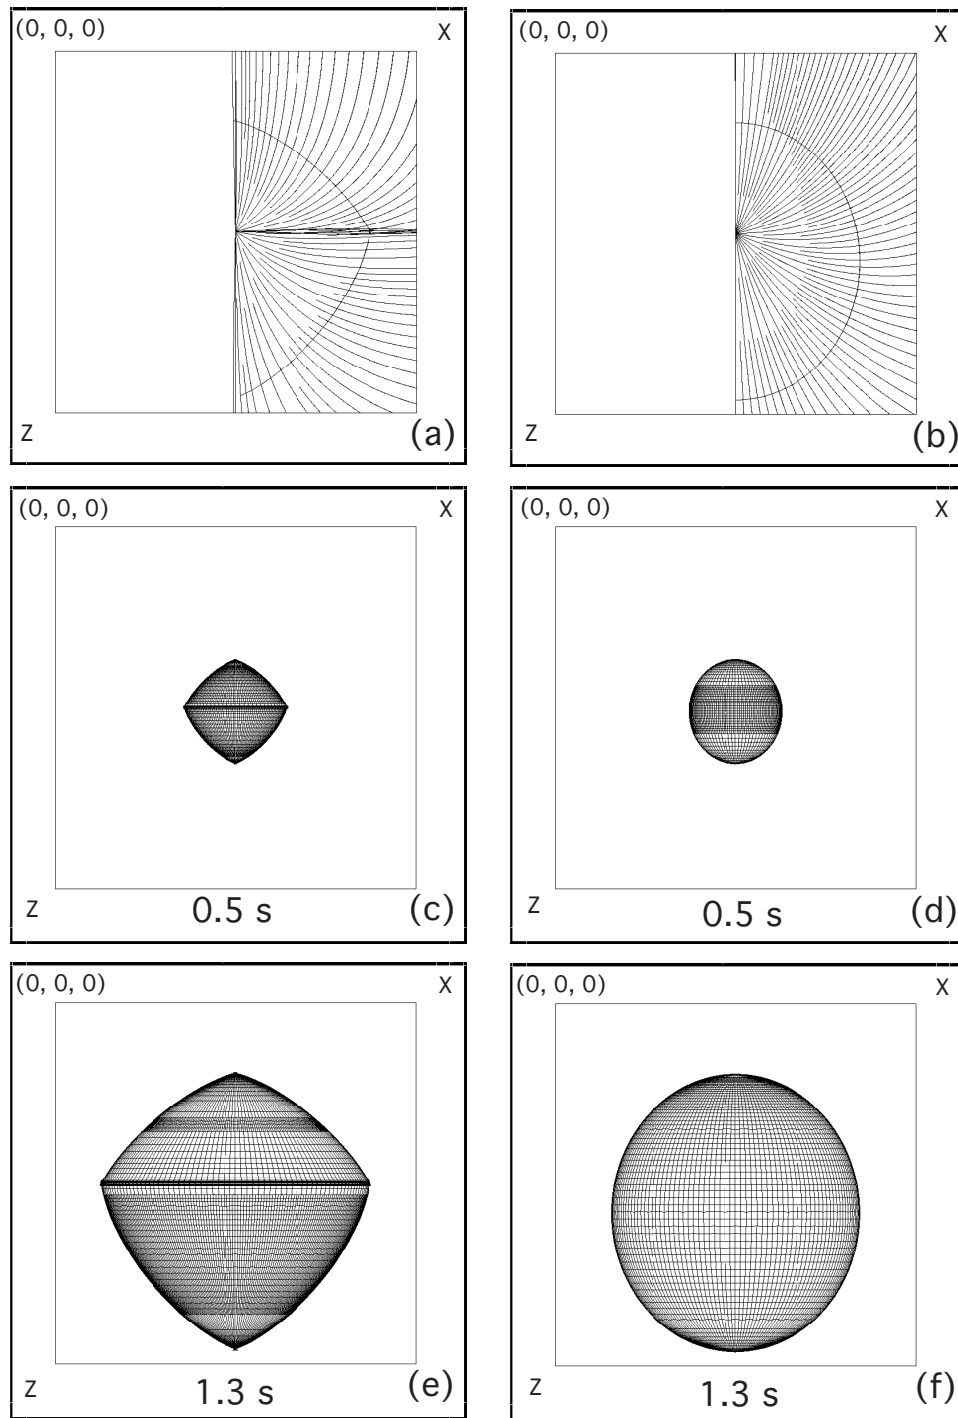 (0, 0, 0) X
Z (a)
(0, 0, 0) X
Z (b)
(0, 0, 0) X
Z 0.5 s (c)
(0, 0, 0) X
Z 0.5 s (d)
(0, 0, 0) X
Z 1.3 s (e)
(0, 0, 0) X
Z 1.3 s (f)